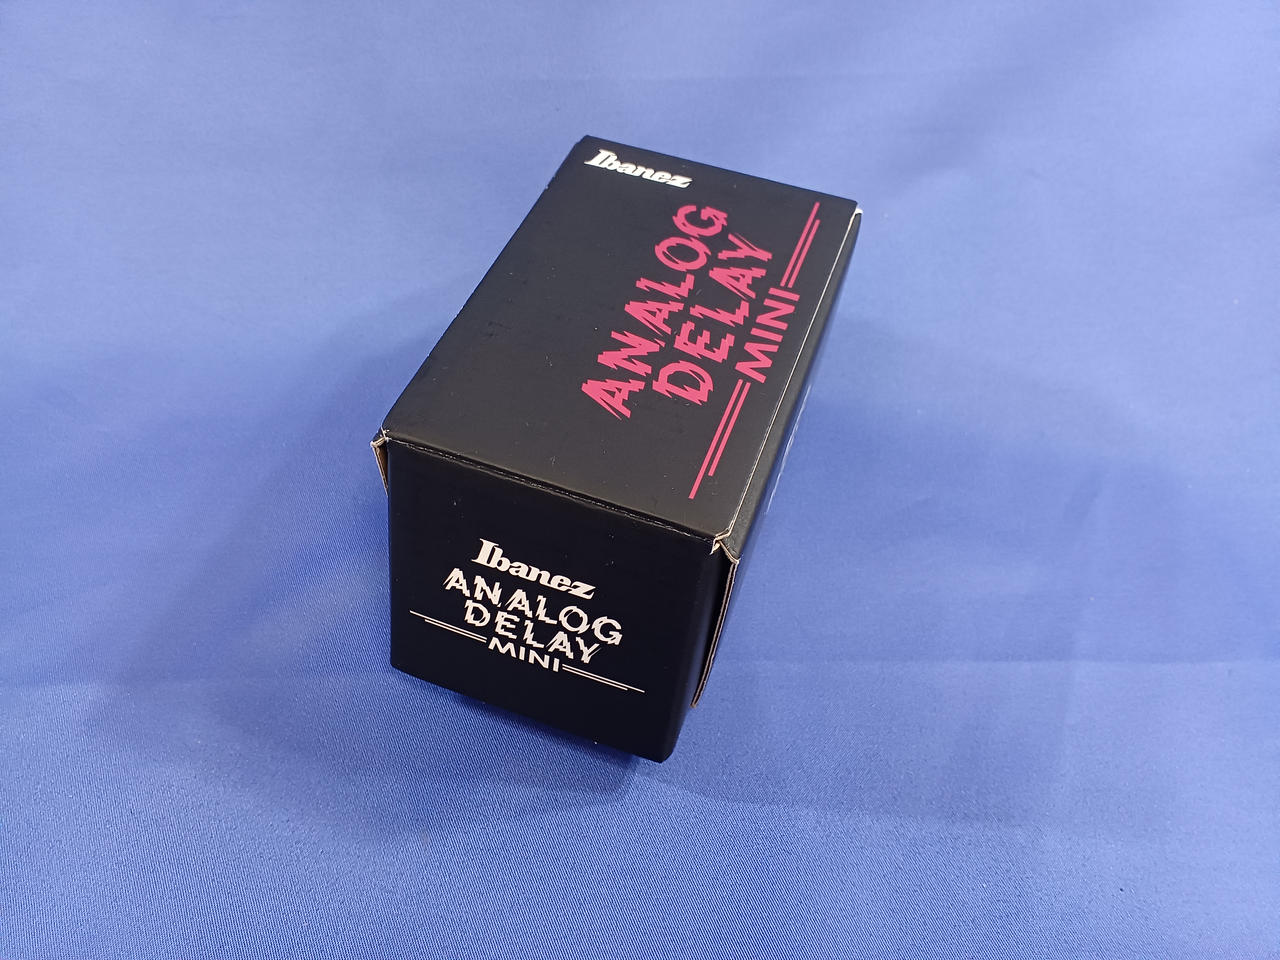 Ibanez
ANALOG
DELAY
MINI
Ibanez
ANALOG
DELAY
MINI